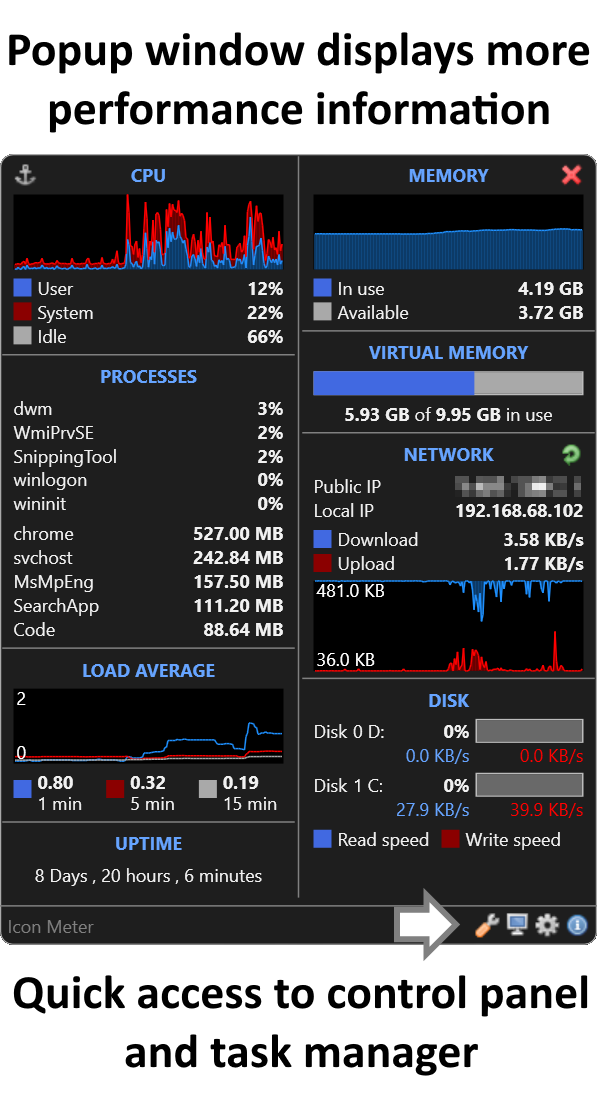 Popup window displays more
performance information
CPU
User 12%
System 22%
Idle 66%
PROCESSES
dwm 3%
WmiPrvSE 2%
SnippingTool 2%
winlogon 0%
wininit 0%
chrome 527.00 MB
svchost 242.84 MB
MsMpEng 157.50 MB
SearchApp 111.20 MB
Code 88.64 MB
LOAD AVERAGE
2
0
0.80 0.32 0.19
1 min 5 min 15 min
UPTIME
8 Days , 20 hours , 6 minutes
MEMORY
In use 4.19 GB
Available 3.72 GB
VIRTUAL MEMORY
5.93 GB of 9.95 GB in use
NETWORK
Public IP
Local IP 192.168.68.102
Download 3.58 KB/s
Upload 1.77 KB/s
481.0 KB
36.0 KB
DISK
Disk 0 D: 0%
0.0 KB/s 0.0 KB/s
Disk 1 C: 0%
27.9 KB/s 39.9 KB/s
Read speed Write speed
Icon Meter
Quick access to control panel
and task manager